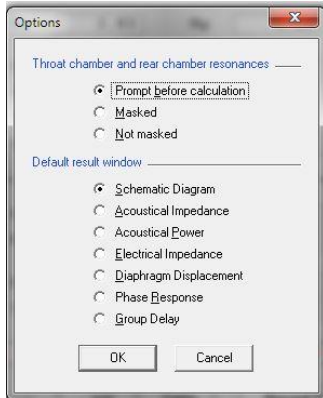 Options
Throat chamber and rear chamber resonances
Prompt before calculation
Masked
Not masked
Default result window
Schematic Diagram
Acoustical Impedance
Acoustical Power
Electrical Impedance
Diaphragm Displacement
Phase Response
Group Delay
OK Cancel